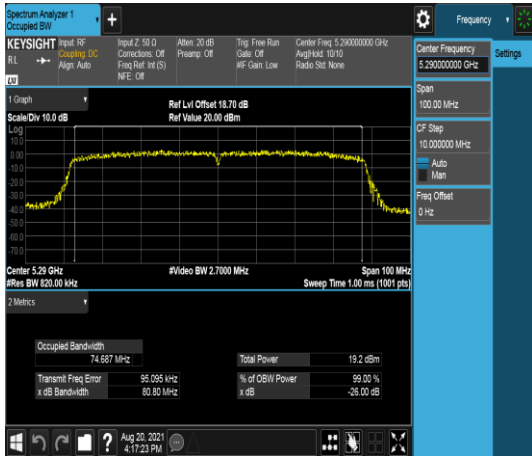 Spectrum Analyzer 1
Occupied BW
+
Frequency
KEYSIGHT
RL
LXI
Input: RF
Coupling: DC
Align: Auto
Input Z: 50 Ω
Corrections: Off
Freq Ref: Int (S)
NFE: Off
Atten: 20 dB
Preamp: Off
Trig: Free Run
Gate: Off
#IF Gain: Low
Center Freq: 5.290000000 GHz
Avg|Hold: 10/10
Radio Std: None
Center Frequency
5.290000000 GHz
Settings
Span
100.00 MHz
CF Step
10.000000 MHz
Auto
Man
Freq Offset
0 Hz
1 Graph
Scale/Div 10.0 dB
Ref Lvl Offset 18.70 dB
Ref Value 20.00 dBm
Log
10.0
0.00
-10.0
-20.0
-30.0
-40.0
-50.0
-60.0
-70.0
Center 5.29 GHz
#Res BW 820.00 kHz
#Video BW 2.7000 MHz
Span 100 MHz
Sweep Time 1.00 ms (1001 pts)
2 Metrics
Occupied Bandwidth
74.687 MHz
Total Power 19.2 dBm
Transmit Freq Error 95.095 kHz
% of OBW Power 99.00 %
x dB Bandwidth 80.80 MHz
x dB -26.00 dB
?
Aug 20, 2021
4:17:23 PM